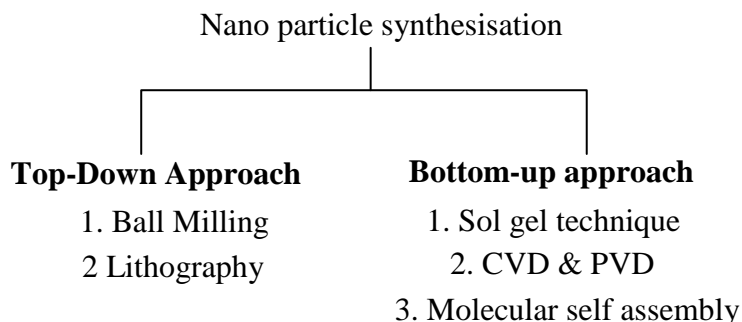 Nano particle synthesisation
Top-Down Approach
1. Ball Milling
2 Lithography
Bottom-up approach
1. Sol gel technique
2. CVD & PVD
3. Molecular self assembly